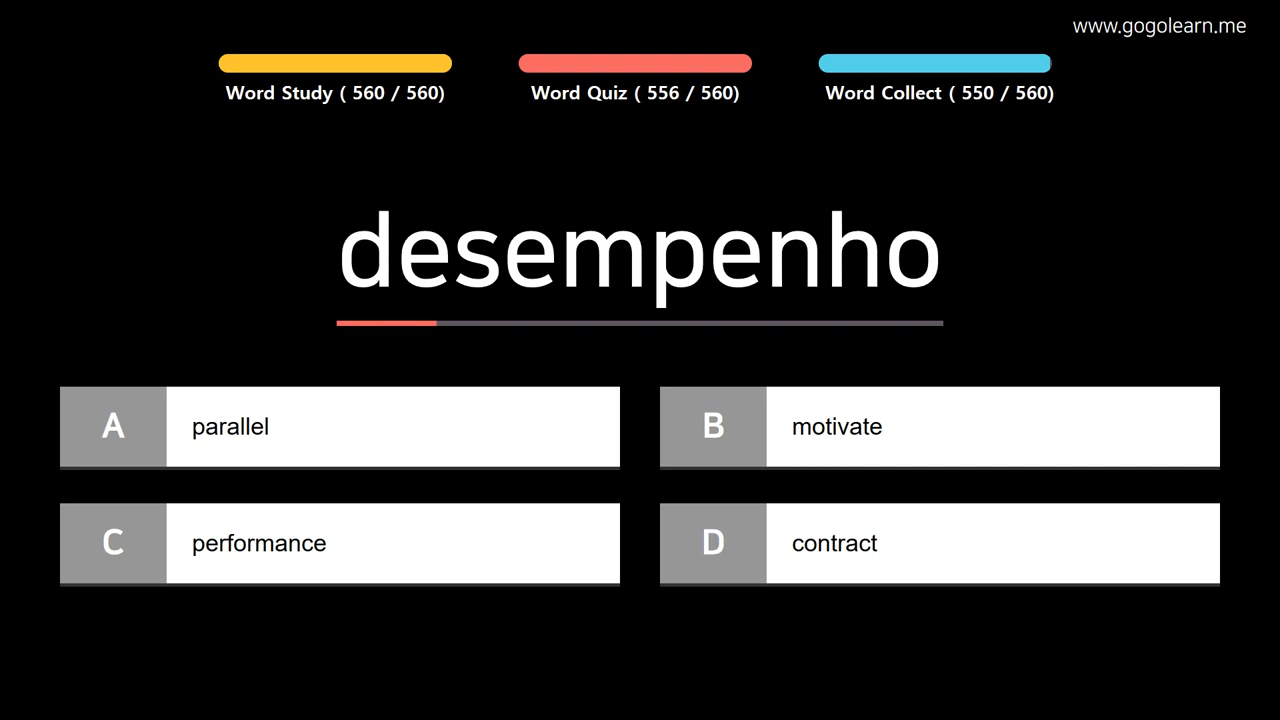 www.gogolearn.me
Word Study ( 560 / 560)
Word Quiz ( 556 / 560)
Word Collect ( 550 / 560)
desempenho
A
parallel
B
motivate
C
performance
D
contract